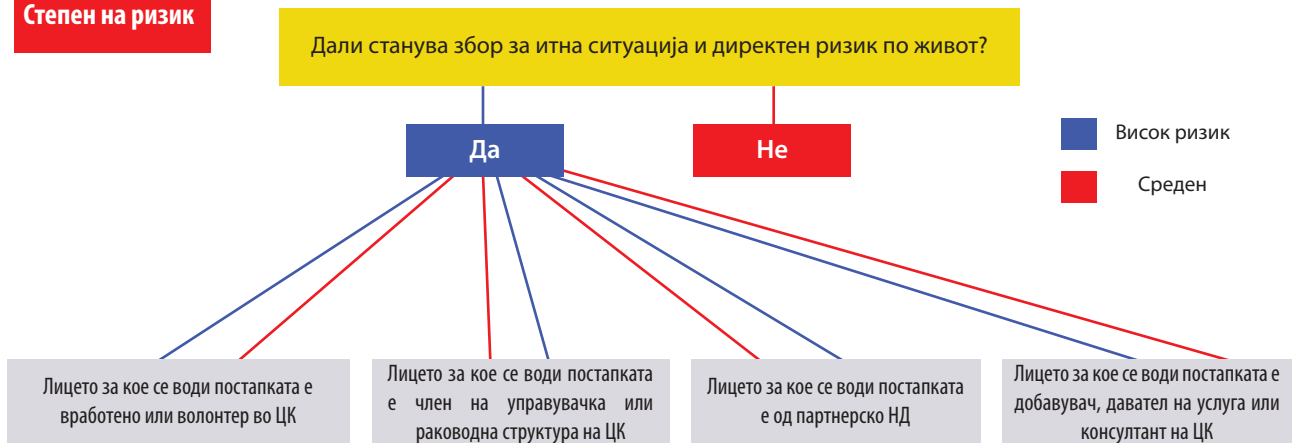 Степен на ризик
Дали станува збор за итна ситуација и директен ризик по живот?
Да
Не
Висок ризик
Среден
Лицето за кое се води постапката е
вработено или волонтер во ЦК
Лицето за кое се води постапката
е член на управувачка или
раководна структура на ЦК
Лицето за кое се води постапката
е од партнерско НД
Лицето за кое се води постапката е
добавувач, давател на услуга или
консултант на ЦК